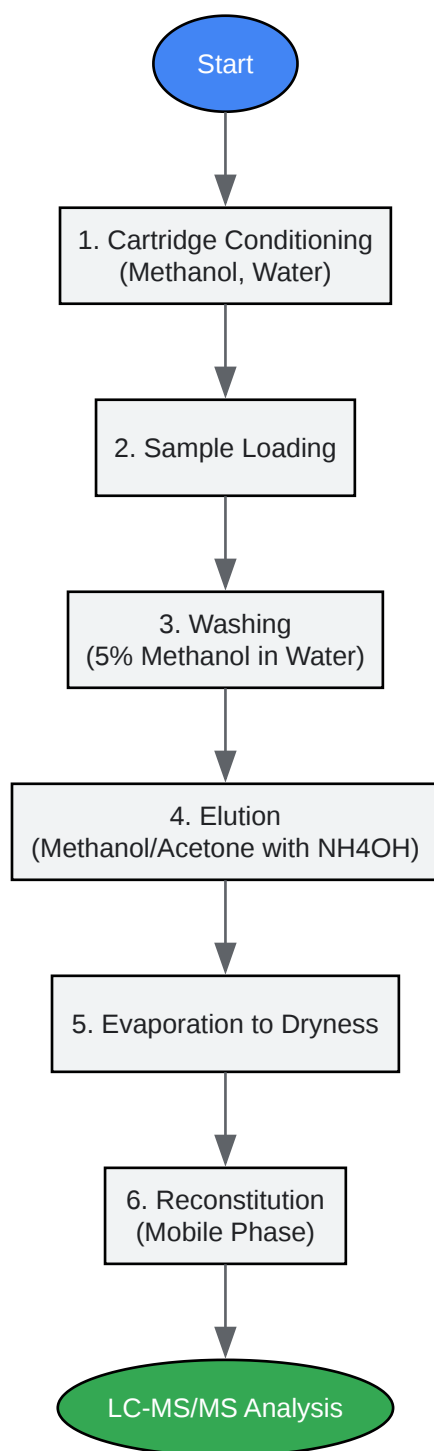 Start
1. Cartridge Conditioning
(Methanol, Water)
2. Sample Loading
3. Washing
(5% Methanol in Water)
4. Elution
(Methanol/Acetone with NH4OH)
5. Evaporation to Dryness
6. Reconstitution
(Mobile Phase)
LC-MS/MS Analysis